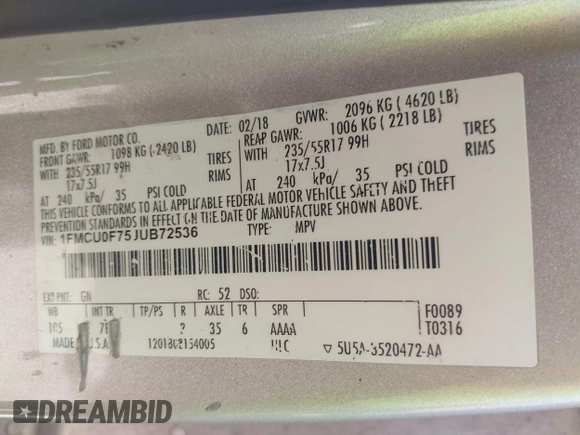 MFD. BY FORD MOTOR CO.
DATE: 02/18 GVWR: 2096 KG ( 4620 LB)
FRONT GAWR: 1098 KG ( 2420 LB) REAR GAWR: 1006 KG ( 2218 LB)
WITH 235/55R17 99H TIRES WITH 235/55R17 99H TIRES
17x7.5J RIMS 17x7.5J RIMS
AT 240 kPa/ 35 PSI COLD AT 240 kPa/ 35 PSI COLD
THIS VEHICLE CONFORMS TO ALL APPLICABLE FEDERAL MOTOR VEHICLE SAFETY AND THEFT
PREVENTION STANDARDS IN EFFECT ON THE DATE OF MANUFACTURE SHOWN ABOVE.
VIN: 1FMCU0F75JUB72536 TYPE: MPV
EXT PNT: GN RC: 52 DSO:
WB INT TR TP/PS R AXLE TR SPR F0089
105 35 6 AAAA T0316
MADE U.S.A. 5U5A-3520472-AA
DREAMBID
DREAMBID.COM